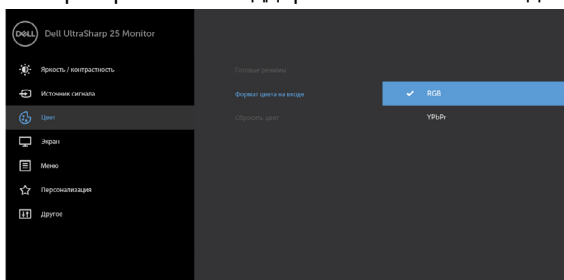 DELL Dell UltraSharp 25 Monitor
Яркость / контрастность
Источник сигнала
Цвет
Экран
Меню
Персонализация
Другое
Готовые режимы
Формат цвета на входе
Сбросить цвет
RGB
YPbPr